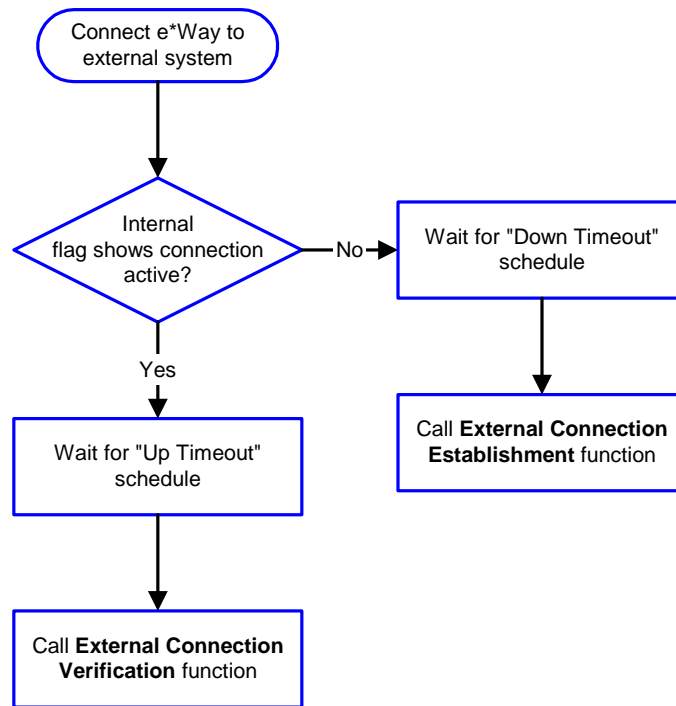 Connect e*Way to
external system
Internal
flag shows connection
active?
No
Wait for "Down Timeout"
schedule
Yes
Call External Connection
Establishment function
Wait for "Up Timeout"
schedule
Call External Connection
Verification function